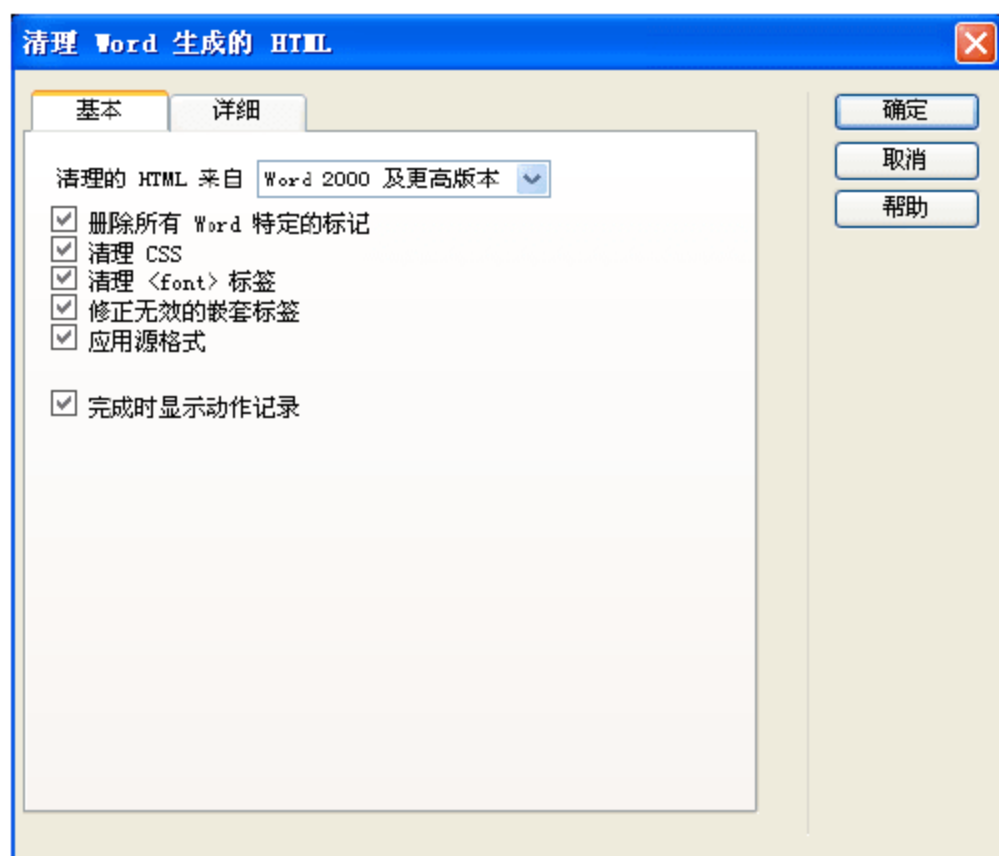 清理 Word 生成的 HTML
基本 详细
清理的 HTML 来自 Word 2000 及更高版本
删除所有 Word 特定的标记
清理 CSS
清理 <font> 标签
修正无效的嵌套标签
应用源格式
完成时显示动作记录
确定
取消
帮助